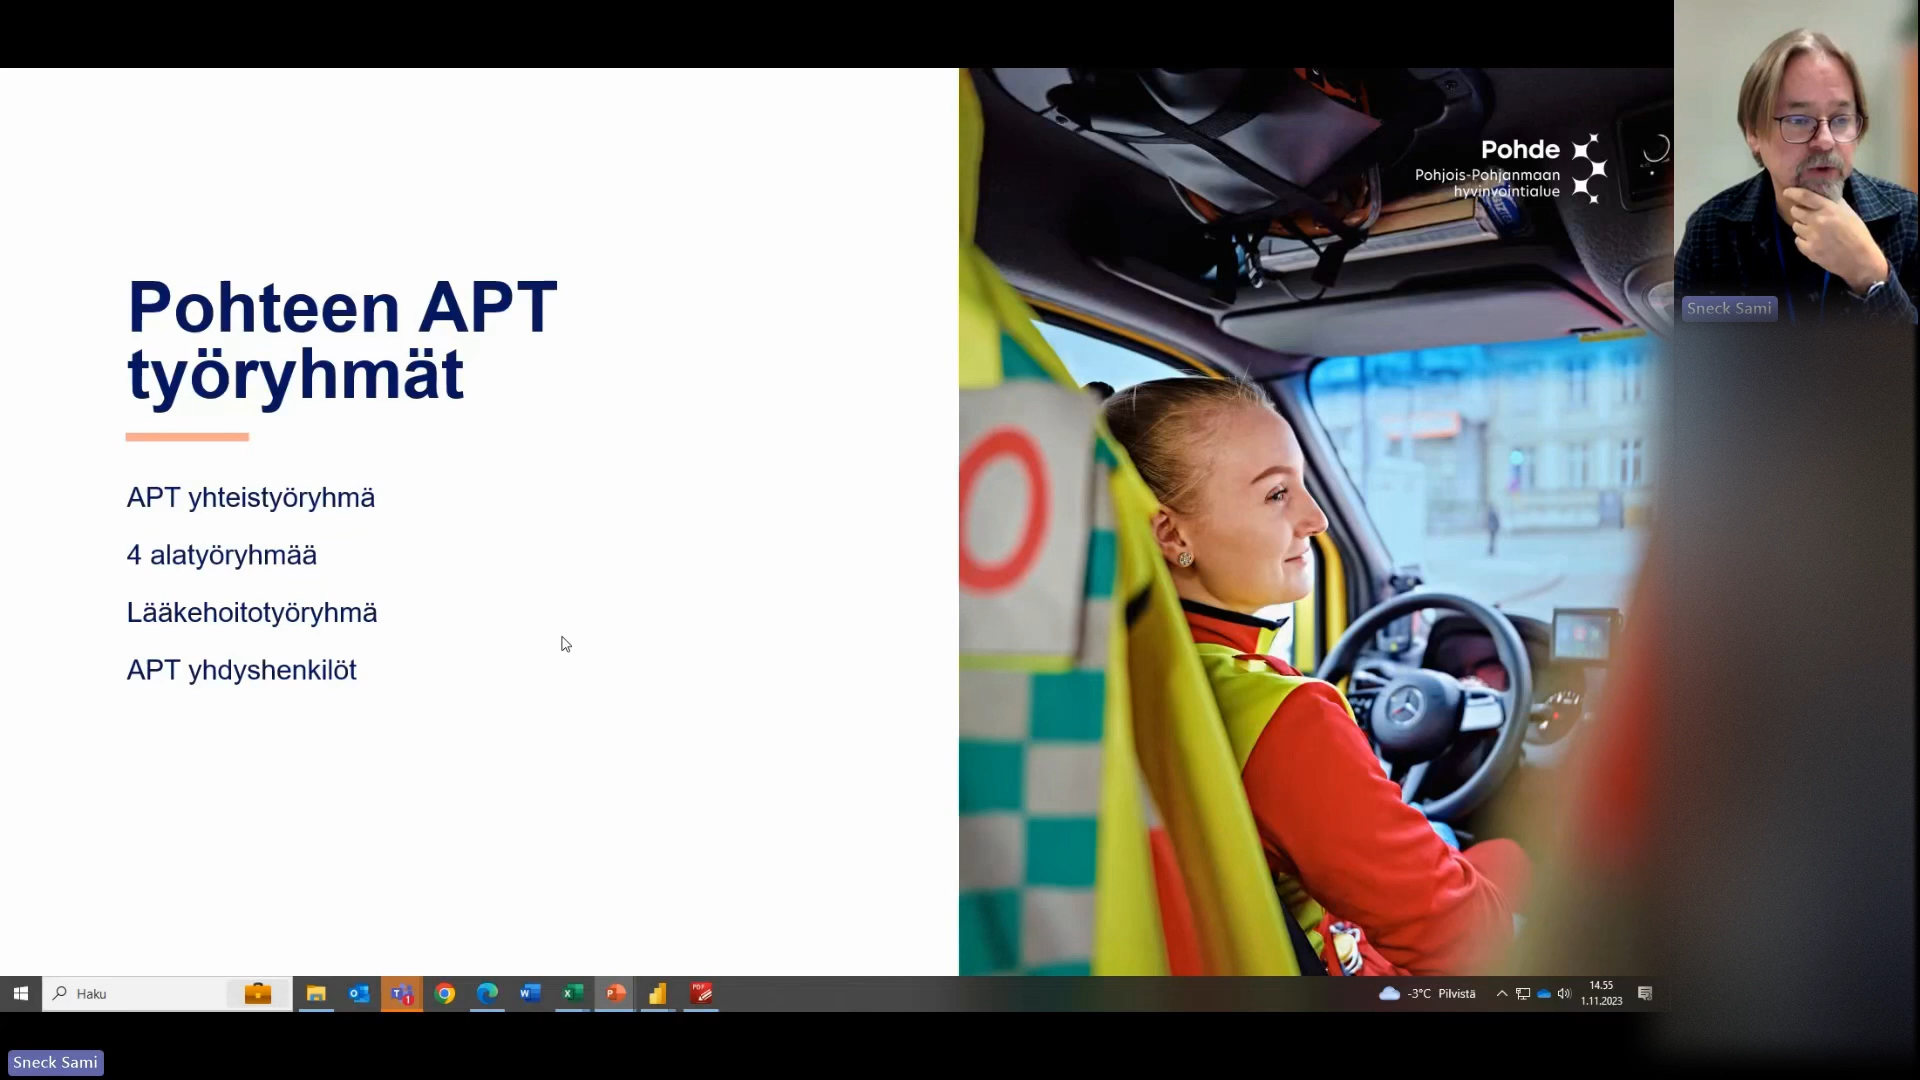 Pohteen APT
työryhmät
APT yhteistyöryhmä
4 alatyöryhmää
Lääkehoitotyöryhmä
APT yhdyshenkilöt
Pohde
Pohjois-Pohjanmaan
hyvinvointialue
Sneck Sami
Haku
-3°C Pilvistä
14.55
1.11.2023
Sneck Sami